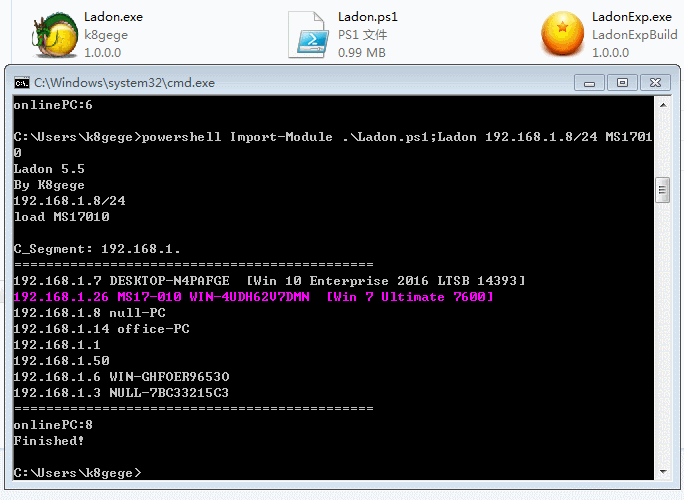 Ladon.exe
k8gege
1.0.0.0
Ladon.ps1
PS1 文件
0.99 MB
LadonExp.exe
LadonExpBuild
1.0.0.0
C:\Windows\system32\cmd.exe
onlinePC:6
C:\Users\k8gege>powershell Import-Module .\Ladon.ps1;Ladon 192.168.1.8/24 MS1701
0
Ladon 5.5
By K8gege
192.168.1.8/24
load MS17010
C_Segment: 192.168.1.
=============================================
192.168.1.7 DESKTOP-N4PAFGE  [Win 10 Enterprise 2016 LTSB 14393]
192.168.1.26 MS17-010 WIN-4UDH62V7DMN  [Win 7 Ultimate 7600]
192.168.1.8 null-PC
192.168.1.14 office-PC
192.168.1.1
192.168.1.50
192.168.1.6 WIN-GHFOER9653O
192.168.1.3 NULL-7BC33215C3
=============================================
onlinePC:8
Finished!
C:\Users\k8gege>